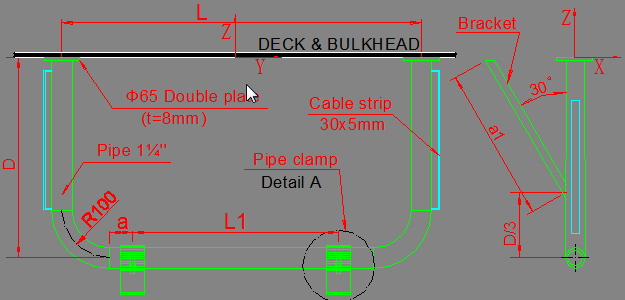 L
Z
DECK & BULKHEAD
Y
Z
X
Bracket
30°
Φ65 Double pla
(t=8mm)
Cable strip
30x5mm
a1
D
Pipe 1¼"
Pipe clamp
Detail A
R100
a
L1
D/3